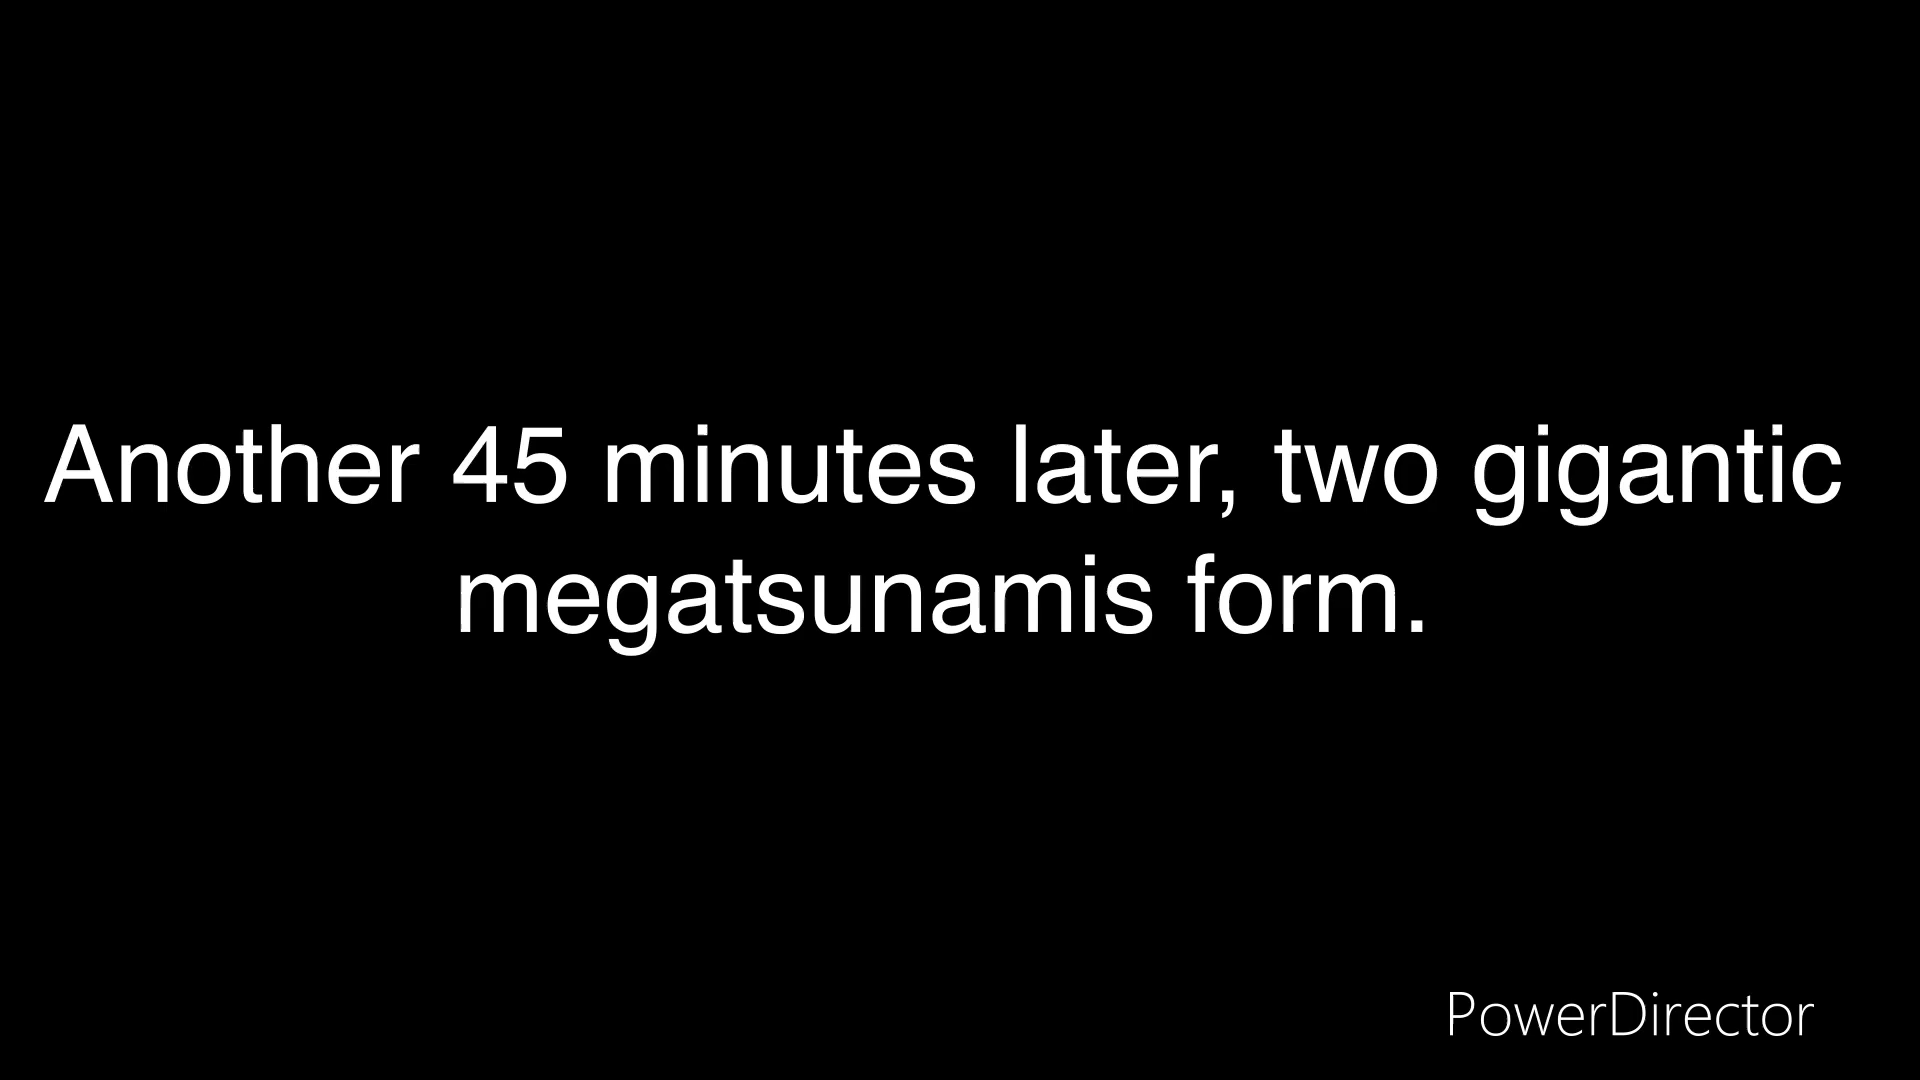 Another 45 minutes later, two gigantic
megatsunamis form.
PowerDirector